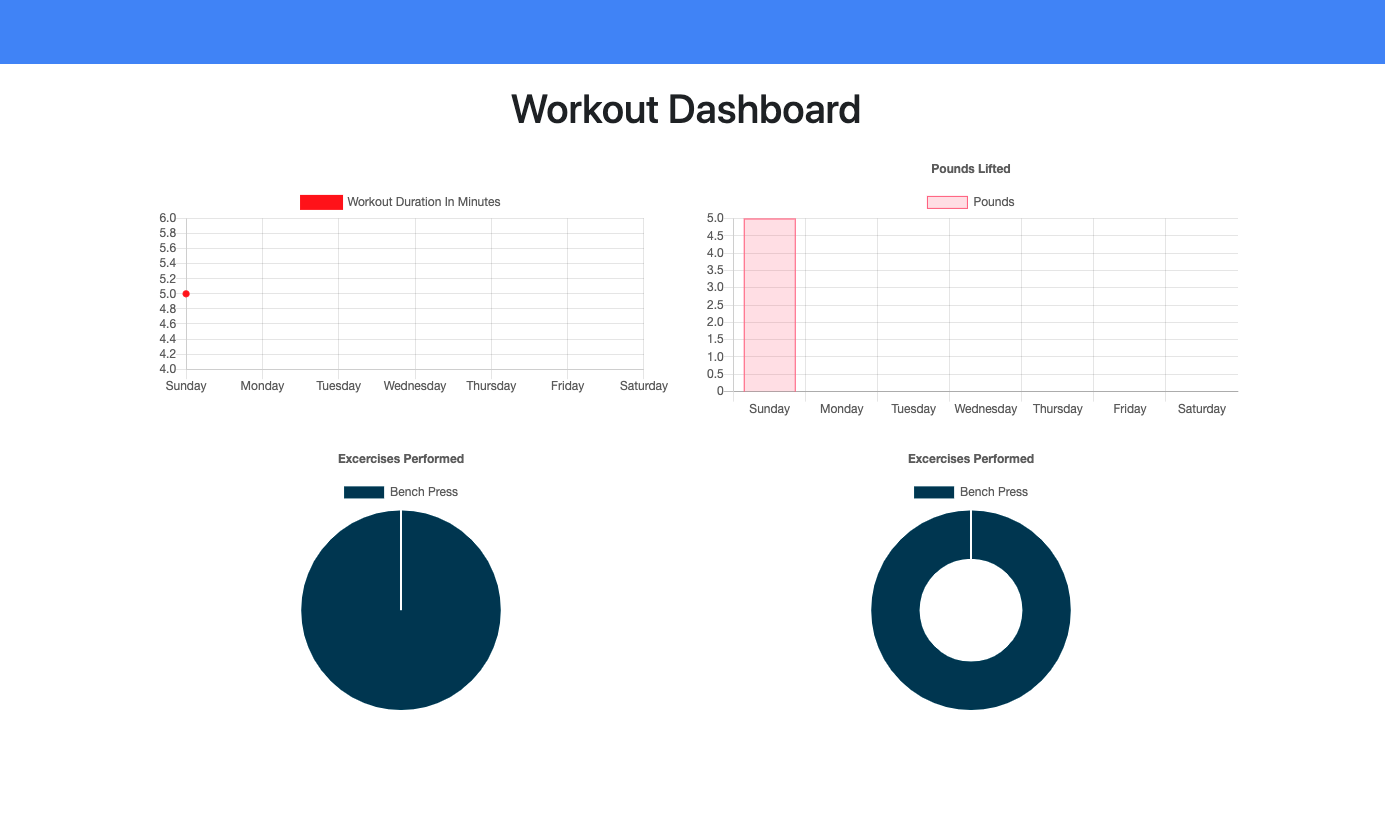 Workout Dashboard
Workout Duration In Minutes
6.0
5.8
5.6
5.4
5.2
5.0
4.8
4.6
4.4
4.2
4.0
Sunday Monday Tuesday Wednesday Thursday Friday Saturday
Pounds Lifted
Pounds
5.0
4.5
4.0
3.5
3.0
2.5
2.0
1.5
1.0
0.5
0
Sunday Monday Tuesday Wednesday Thursday Friday Saturday
Excercises Performed
Bench Press
Excercises Performed
Bench Press